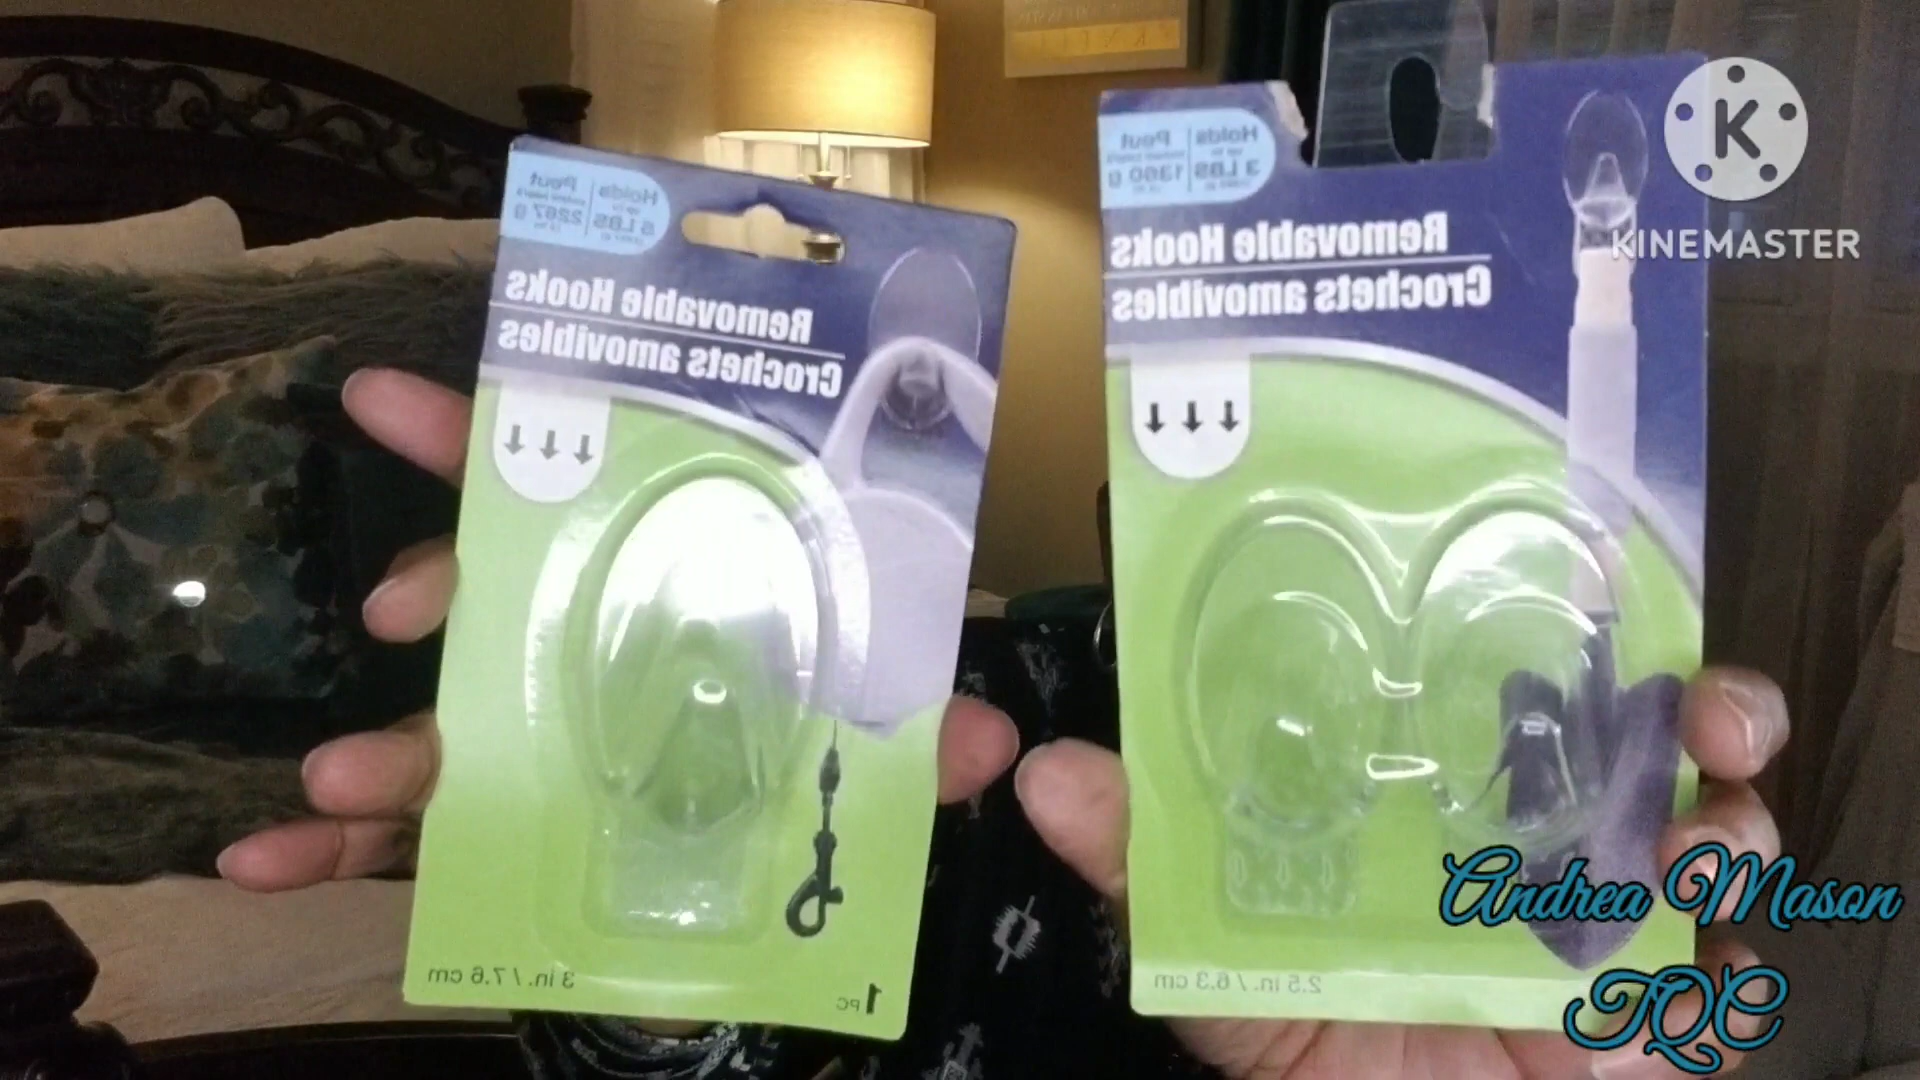 Holds
up to
5 LBS
Peut
2267 g
Removable Hooks
Crochets amovibles
3 in. / 7.6 cm
1 PC
Holds
up to
3 LBS
Peut
1360 g
Removable Hooks
Crochets amovibles
2.5 in. / 6.3 cm
K
KINEMASTER
Andrea Mason
TQC